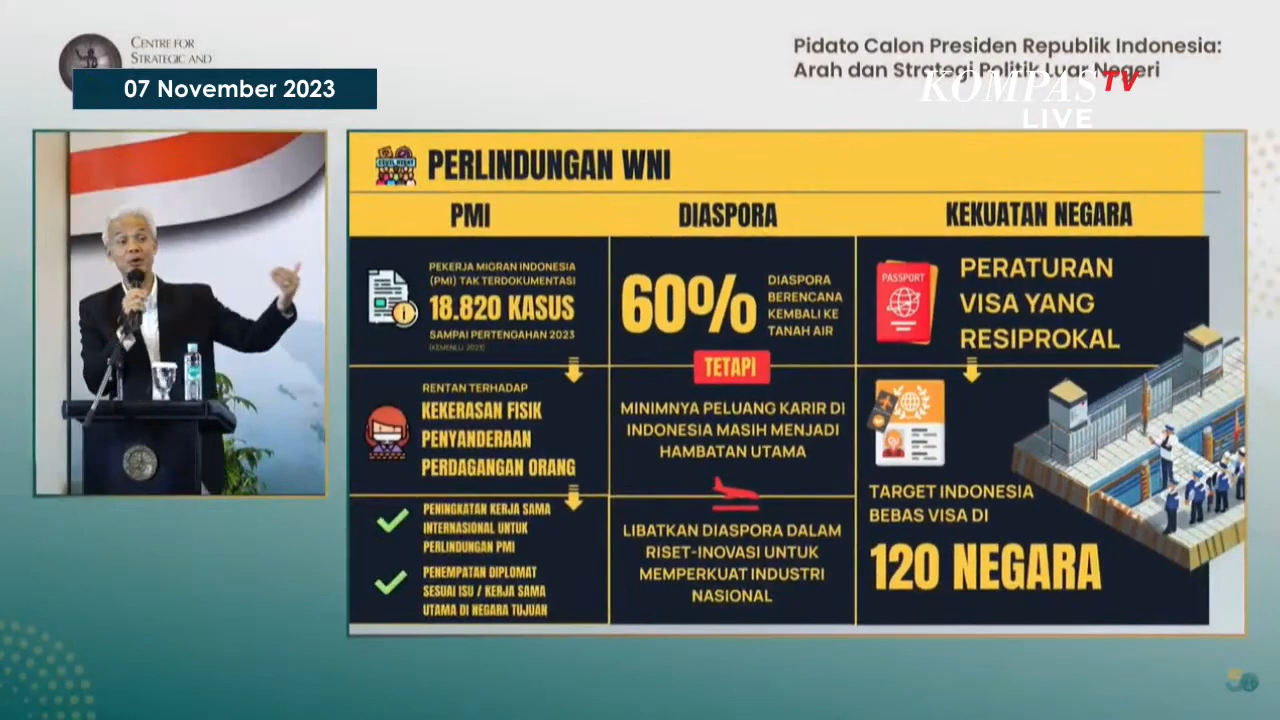 CENTRE FOR
STRATEGIC AND
07 November 2023
Pidato Calon Presiden Republik Indonesia:
Arah dan Strategi Politik Luar Negeri
KOMPAS TV
LIVE
PERLINDUNGAN WNI
PMI
PEKERJA MIGRAN INDONESIA
(PMI) TAK TERDOKUMENTASI
18.820 KASUS
SAMPAI PERTENGAHAN 2023
(KEMENLU, 2023)
RENTAN TERHADAP
KEKERASAN FISIK
PENYANDERAAN
PERDAGANGAN ORANG
PENINGKATAN KERJA SAMA
INTERNASIONAL UNTUK
PERLINDUNGAN PMI
PENEMPATAN DIPLOMAT
SESUAI ISU / KERJA SAMA
UTAMA DI NEGARA TUJUAN
DIASPORA
60%
DIASPORA
BERENCANA
KEMBALI KE
TANAH AIR
TETAPI
MINIMNYA PELUANG KARIR DI
INDONESIA MASIH MENJADI
HAMBATAN UTAMA
LIBATKAN DIASPORA DALAM
RISET-INOVASI UNTUK
MEMPERKUAT INDUSTRI
NASIONAL
KEKUATAN NEGARA
PASSPORT
PERATURAN
VISA YANG
RESIPROKAL
TARGET INDONESIA
BEBAS VISA DI
120 NEGARA